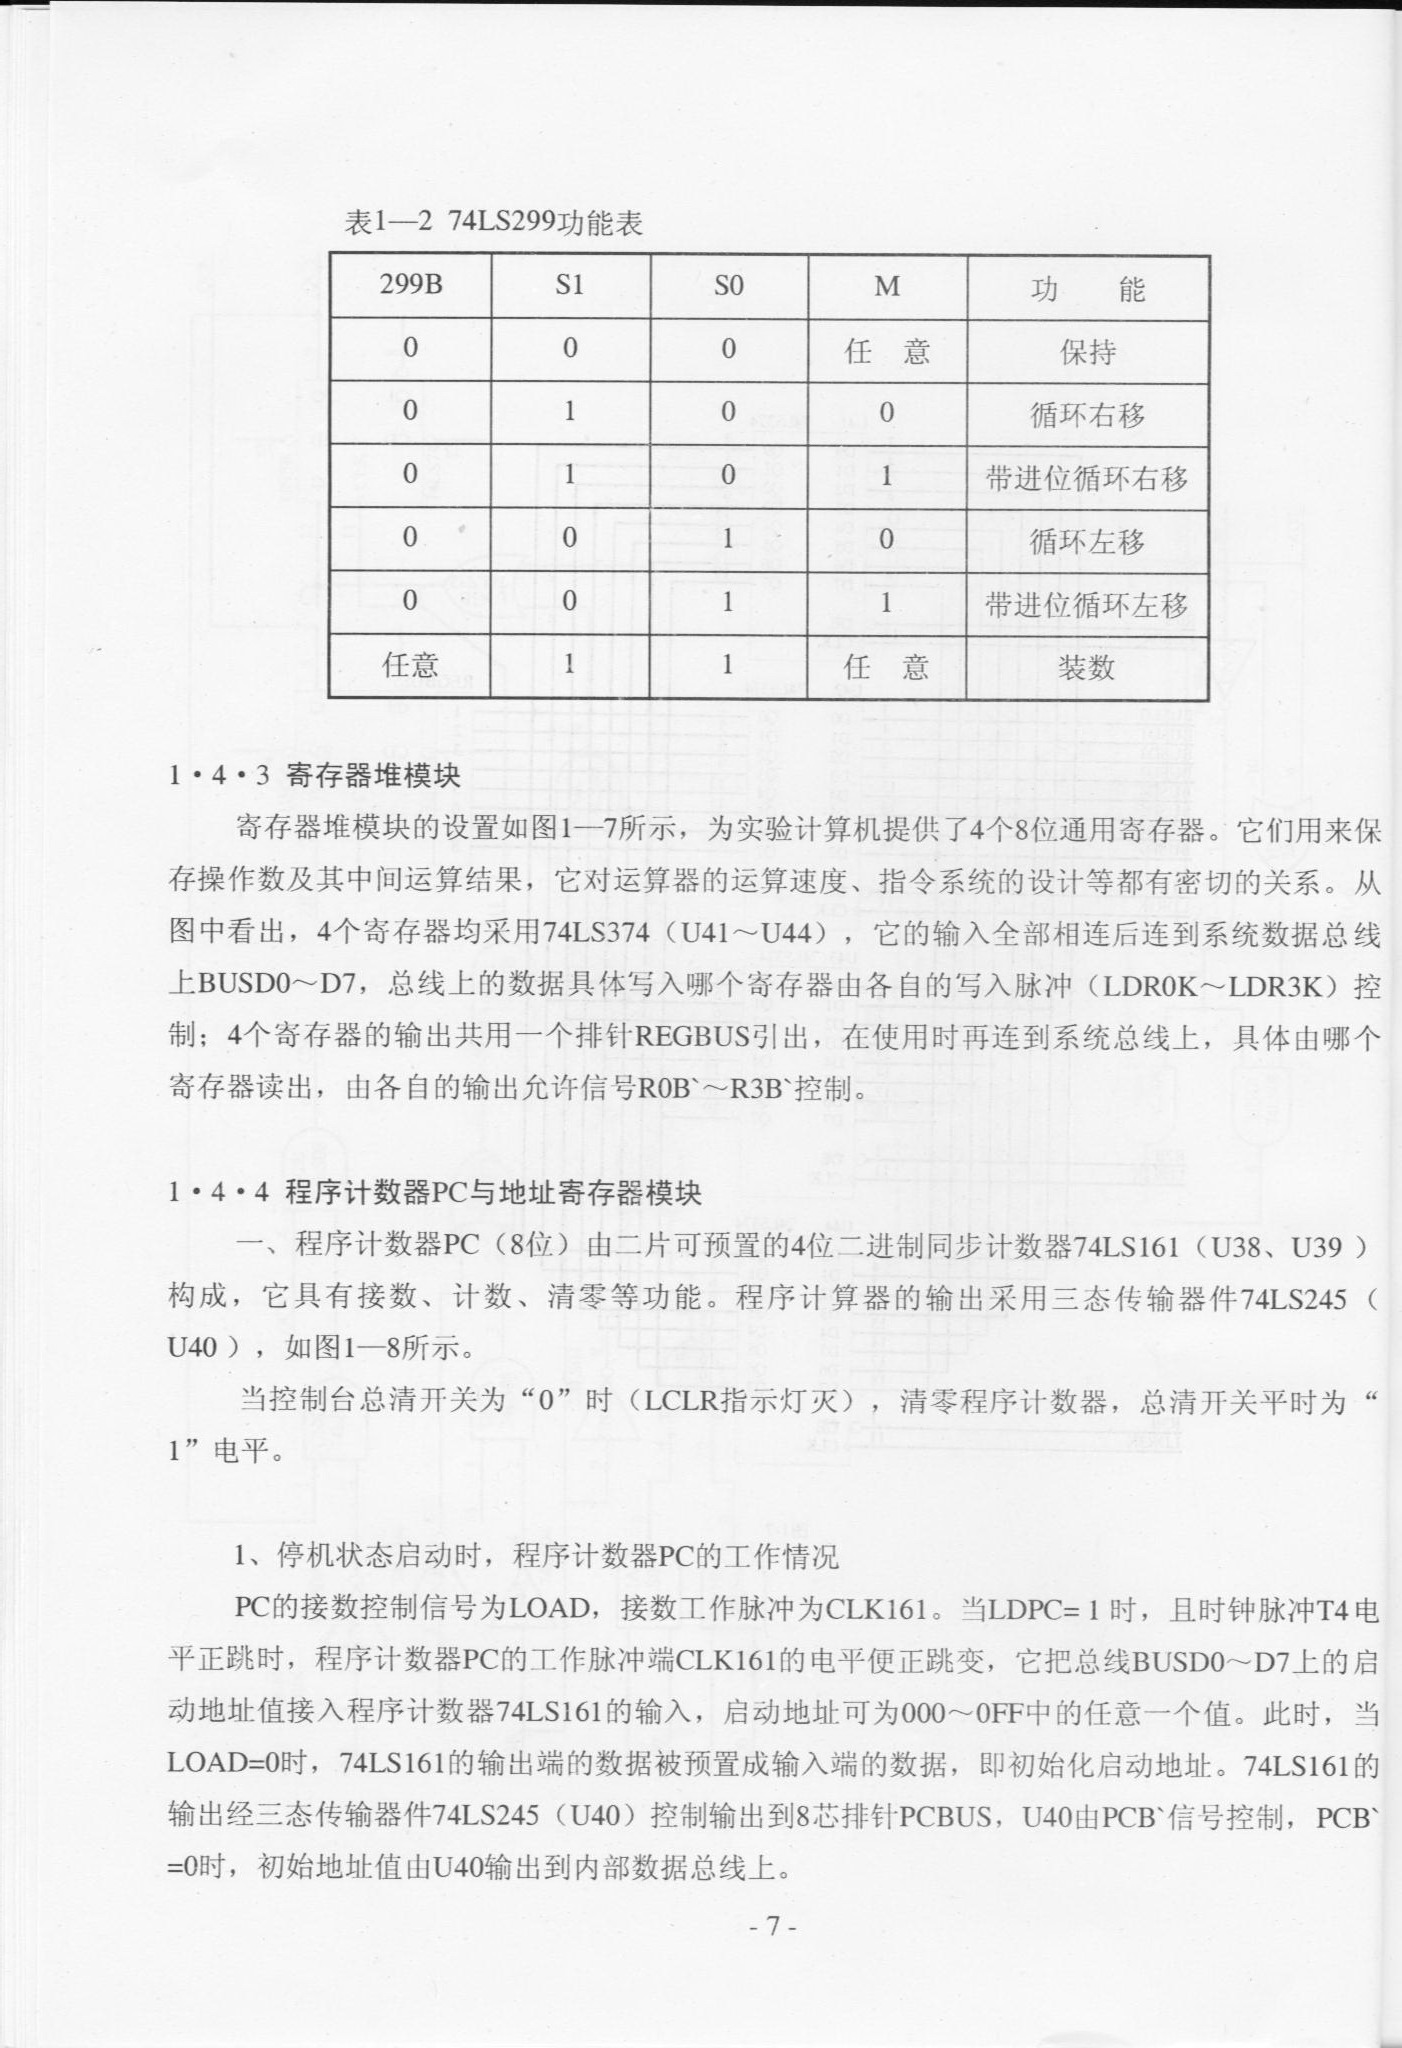 表1—2 74LS299功能表
299B S1 S0 M 功 能
0 0 0 任 意 保持
0 1 0 0 循环右移
0 1 0 1 带进位循环右移
0 0 1 0 循环左移
0 0 1 1 带进位循环左移
任意 1 1 任 意 装数
1·4·3 寄存器堆模块
寄存器堆模块的设置如图1—7所示，为实验计算机提供了4个8位通用寄存器。它们用来保
存操作数及其中间运算结果，它对运算器的运算速度、指令系统的设计等都有密切的关系。从
图中看出，4个寄存器均采用74LS374（U41～U44），它的输入全部相连后连到系统数据总线
上BUSD0～D7，总线上的数据具体写入哪个寄存器由各自的写入脉冲（LDR0K～LDR3K）控
制；4个寄存器的输出共用一个排针REGBUS引出，在使用时再连到系统总线上，具体由哪个
寄存器读出，由各自的输出允许信号R0B`～R3B`控制。
1·4·4 程序计数器PC与地址寄存器模块
一、程序计数器PC（8位）由二片可预置的4位二进制同步计数器74LS161（U38、U39 ）
构成，它具有接数、计数、清零等功能。程序计算器的输出采用三态传输器件74LS245（
U40 ），如图1—8所示。
当控制台总清开关为“0”时（LCLR指示灯灭），清零程序计数器，总清开关平时为“
1”电平。
1、停机状态启动时，程序计数器PC的工作情况
PC的接数控制信号为LOAD，接数工作脉冲为CLK161。当LDPC= 1 时，且时钟脉冲T4电
平正跳时，程序计数器PC的工作脉冲端CLK161的电平便正跳变，它把总线BUSD0～D7上的启
动地址值接入程序计数器74LS161的输入，启动地址可为000～0FF中的任意一个值。此时，当
LOAD=0时，74LS161的输出端的数据被预置成输入端的数据，即初始化启动地址。74LS161的
输出经三态传输器件74LS245（U40）控制输出到8芯排针PCBUS，U40由PCB`信号控制，PCB`
=0时，初始地址值由U40输出到内部数据总线上。
- 7 -